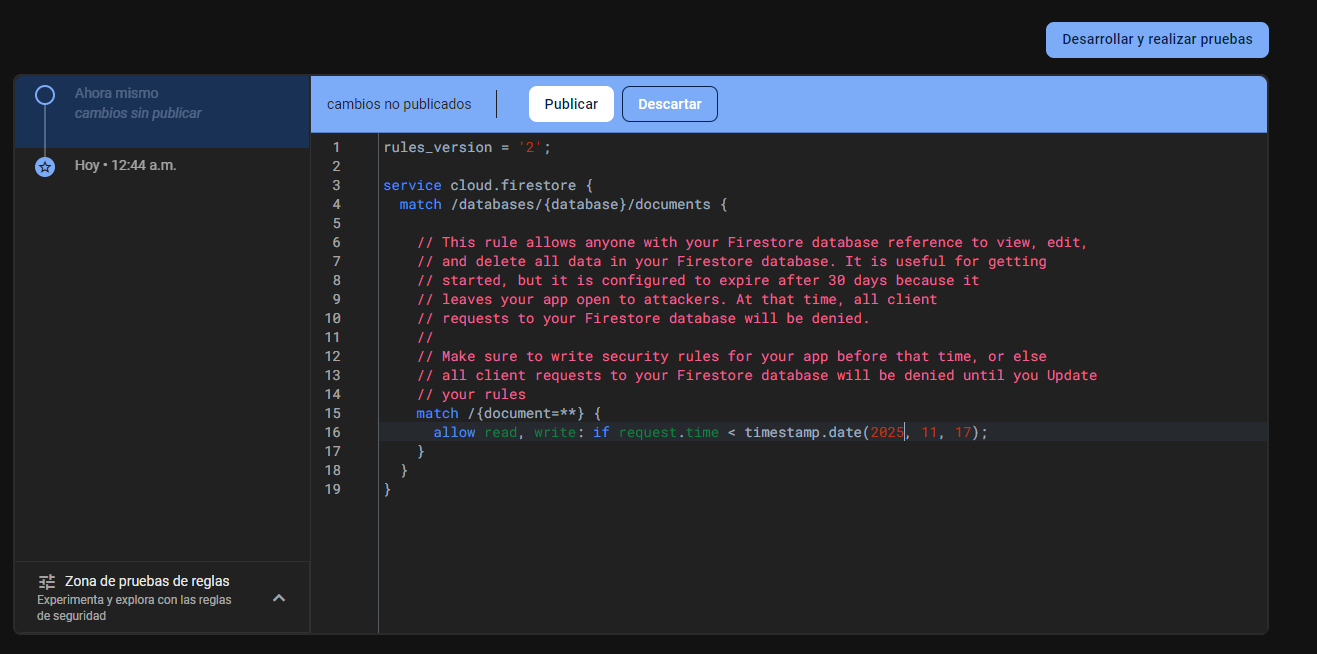 Desarrollar y realizar pruebas
Ahora mismo
cambios sin publicar
Hoy • 12:44 a.m.
cambios no publicados
Publicar
Descartar
1 rules_version = '2';
2
3 service cloud.firestore {
4   match /databases/{database}/documents {
5
6     // This rule allows anyone with your Firestore database reference to view, edit,
7     // and delete all data in your Firestore database. It is useful for getting
8     // started, but it is configured to expire after 30 days because it
9     // leaves your app open to attackers. At that time, all client
10     // requests to your Firestore database will be denied.
11     //
12     // Make sure to write security rules for your app before that time, or else
13     // all client requests to your Firestore database will be denied until you Update
14     // your rules
15     match /{document=**} {
16       allow read, write: if request.time < timestamp.date(2025, 11, 17);
17     }
18   }
19 }
Zona de pruebas de reglas
Experimenta y explora con las reglas
de seguridad